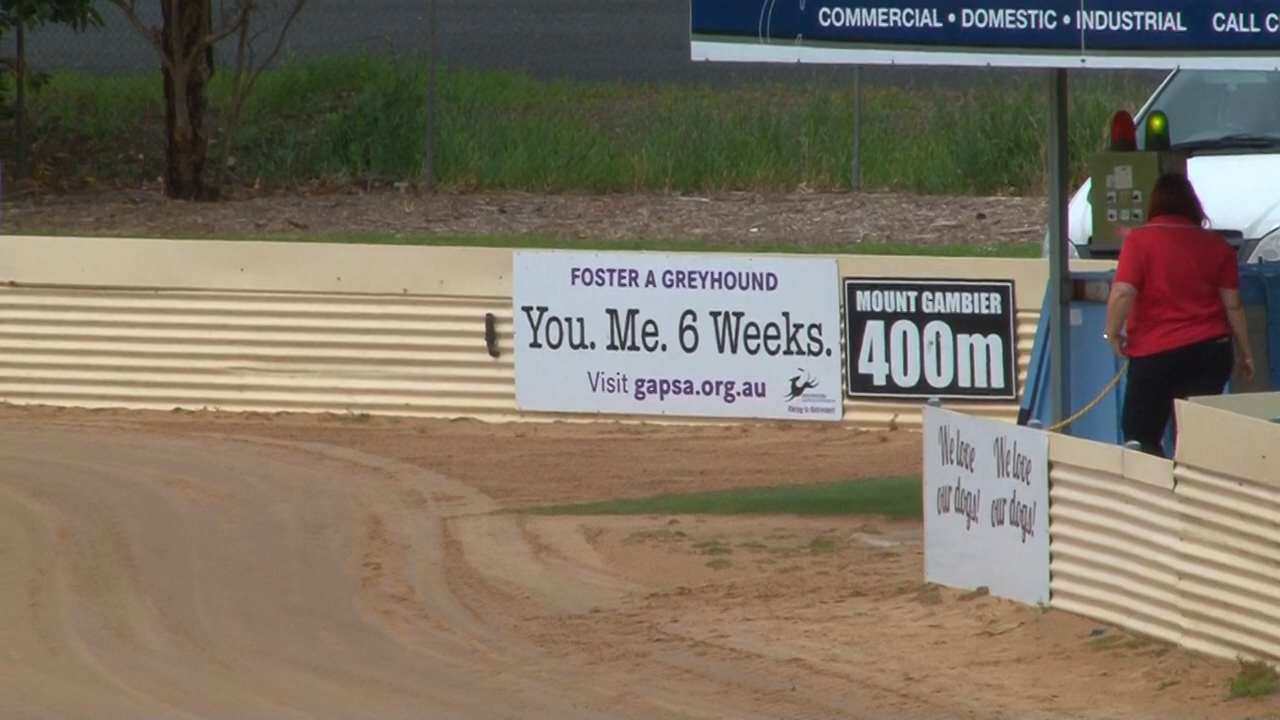 COMMERCIAL • DOMESTIC • INDUSTRIAL CALL
FOSTER A GREYHOUND
You. Me. 6 Weeks.
Visit gapsa.org.au
MOUNT GAMBIER
400m
We love
our dogs!
We love
our dogs!